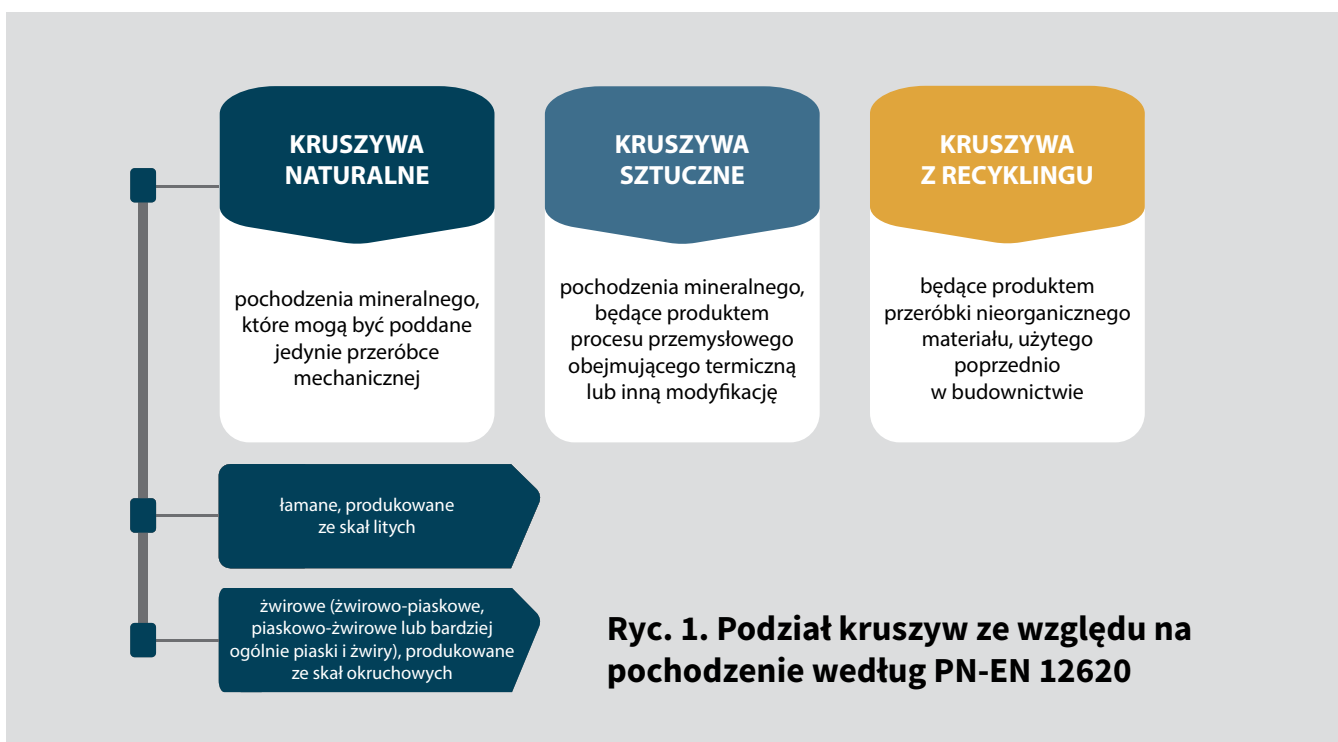 KRUSZYWA
NATURALNE
pochodzenia mineralnego,
które mogą być poddane
jedynie przeróbce
mechanicznej
KRUSZYWA
SZTUCZNE
pochodzenia mineralnego,
będące produktem
procesu przemysłowego
obejmującego termiczną
lub inną modyfikację
KRUSZYWA
Z RECYKLINGU
będące produktem
przeróbki nieorganicznego
materiału, użytego
poprzednio
w budownictwie
łamane, produkowane
ze skał litych
żwirowe (żwirowo-piaskowe,
piaskowo-żwirowe lub bardziej
ogólnie piaski i żwiry), produkowane
ze skał okruchowych
Ryc. 1. Podział kruszyw ze względu na
pochodzenie według PN-EN 12620